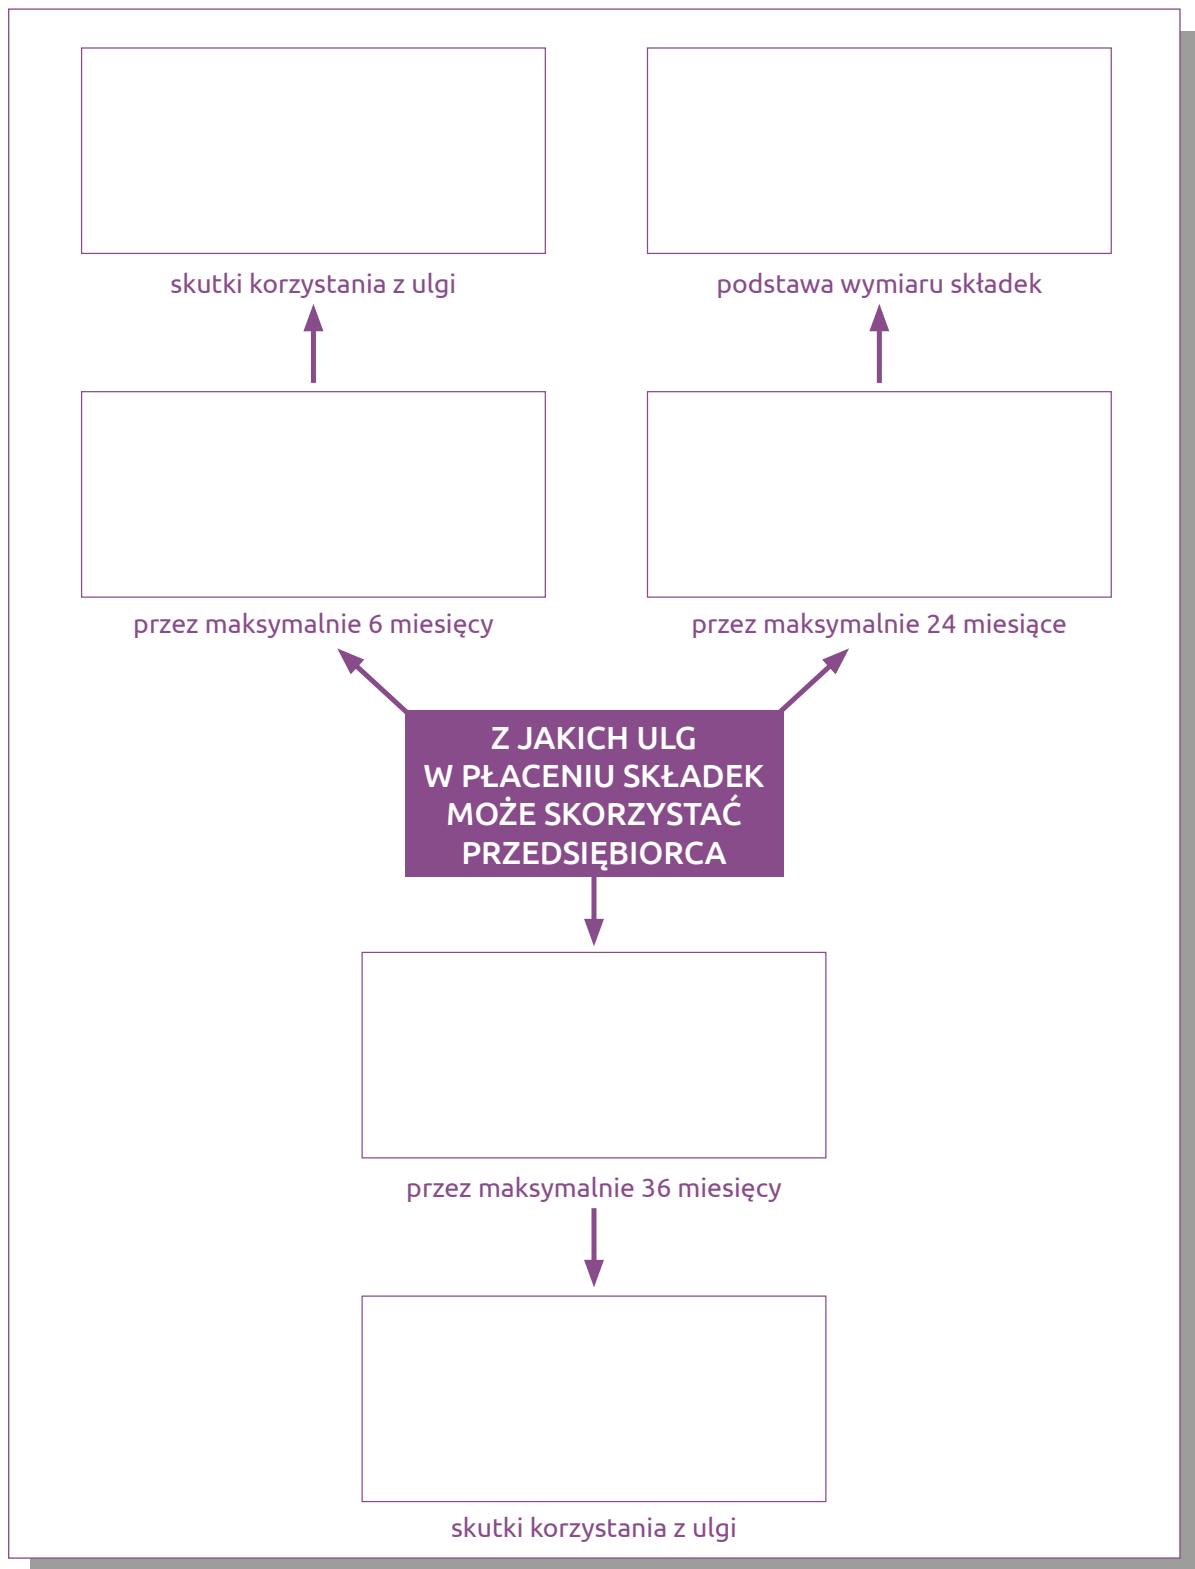 skutki korzystania z ulgi
podstawa wymiaru składek
przez maksymalnie 6 miesięcy
przez maksymalnie 24 miesiące
Z JAKICH ULG
W PŁACENIU SKŁADEK
MOŻE SKORZYSTAĆ
PRZEDSIĘBIORCA
przez maksymalnie 36 miesięcy
skutki korzystania z ulgi